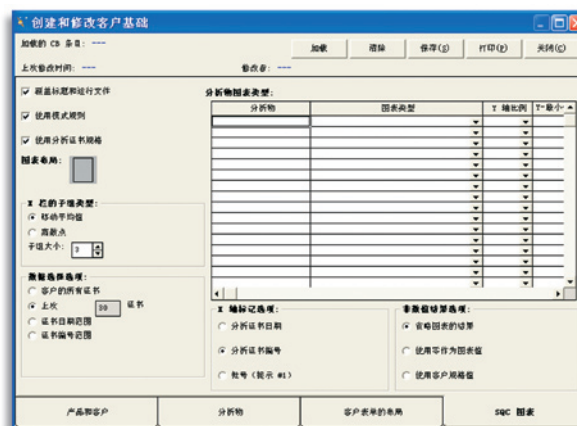 创建和修改客户基础
加载的 CD 条目: ---
加载 清除 保存(S) 打印(P) 关闭(C)
上次修改时间: --- 修改者: ---
覆盖标题和运行文件
使用模式规则
使用分析证书规格
图表布局:
X 栏的子组类型:
移动平均值
离散点
子组大小: 3
数据选择选项:
客户的所有证书
上次 30 证书
证书日期范围
证书编号范围
分析物图表类型:
分析物 图表类型 Y 轴比例 Y-最小
X 轴标记选项:
分析证书日期
分析证书编号
批号 (提示 #1)
非数值结果选项:
省略图表的结果
使用零作为图表值
使用客户规格值
产品和客户 分析物 客户表单的布局 SQC 图表